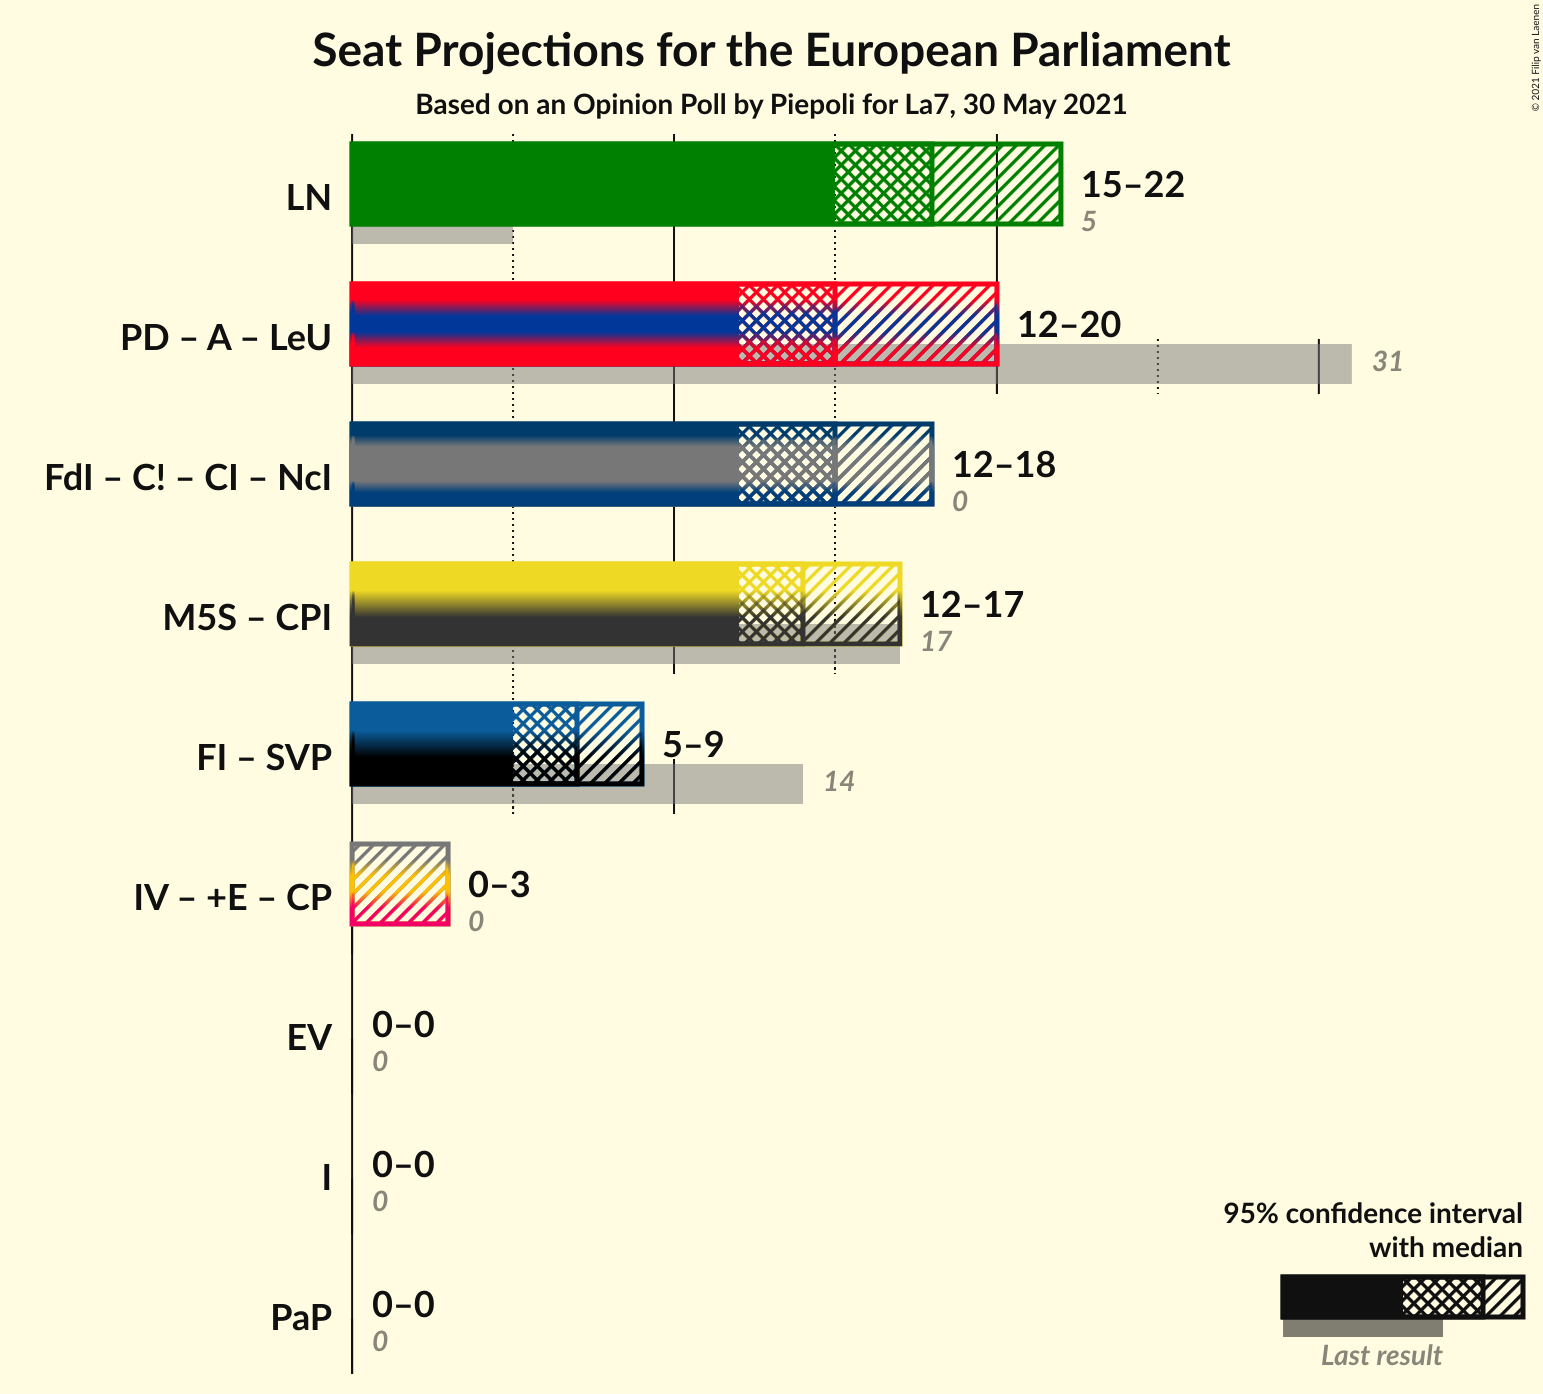 Seat Projections for the European Parliament
Based on an Opinion Poll by Piepoli for La7, 30 May 2021
© 2021 Filip van Laenen
LN
15–22
5
PD – A – LeU
12–20
31
FdI – C! – CI – NcI
12–18
0
M5S – CPI
12–17
17
FI – SVP
5–9
14
IV – +E – CP
0–3
0
EV
0–0
0
I
0–0
0
PaP
0–0
0
95% confidence interval
with median
Last result